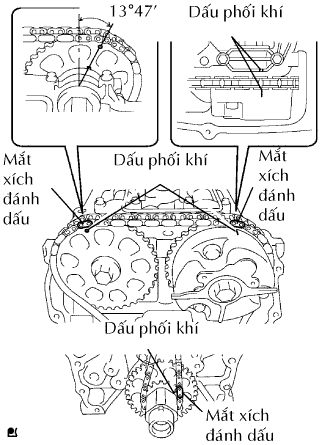 13°47′
Dấu phối khí
Mắt
xích
đánh
dấu
Dấu phối khí
Mắt
xích
đánh
dấu
Dấu phối khí
Mắt xích
đánh dấu